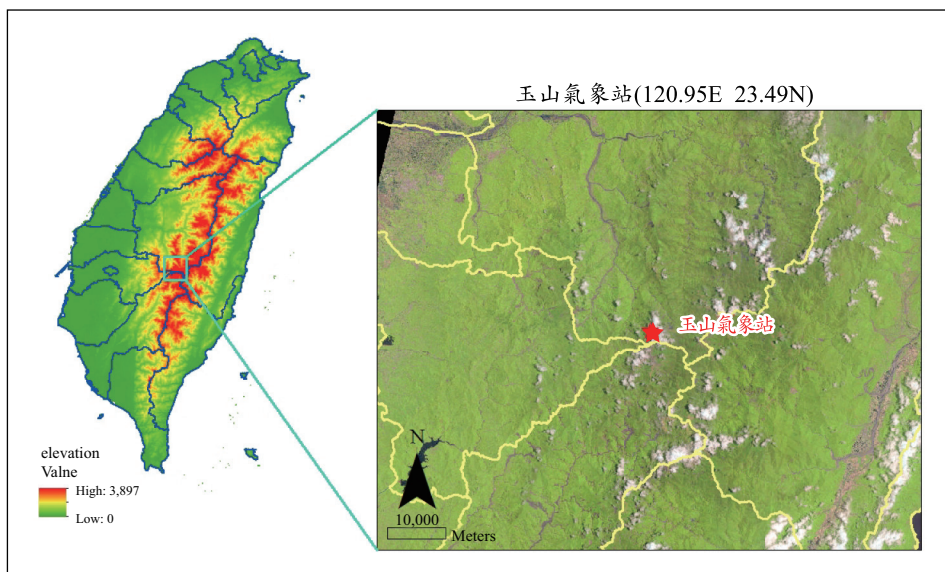 玉山氣象站(120.95E 23.49N)
玉山氣象站
elevation
Valne
High: 3,897
Low: 0
N
10,000
Meters